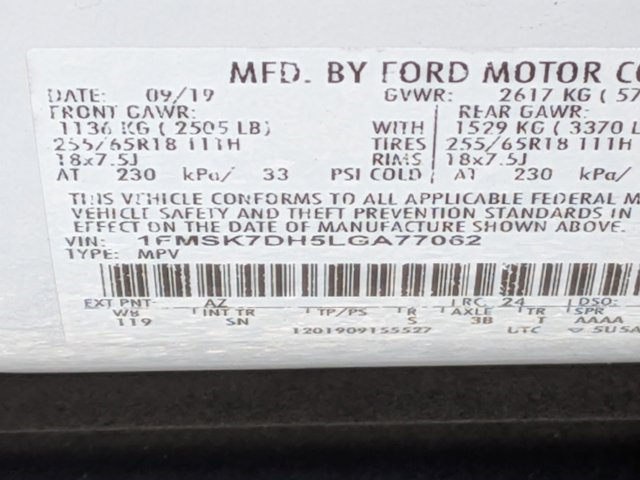 MFD. BY FORD MOTOR CO
DATE: 09/19 GVWR: 2617 KG ( 57
FRONT GAWR: REAR GAWR:
1136 KG ( 2505 LB) WITH 1529 KG ( 3370 L
255/65R18 111H TIRES 255/65R18 111H
18x7.5J RIMS 18x7.5J
AT 230 kPa/ 33 PSI COLD AT 230 kPa/
THIS VEHICLE CONFORMS TO ALL APPLICABLE FEDERAL M
VEHICLE SAFETY AND THEFT PREVENTION STANDARDS IN
EFFECT ON THE DATE OF MANUFACTURE SHOWN ABOVE.
VIN: 1FMSK7DH5LGA77062
TYPE: MPV
EXT PNT: AZ RC: 24 DSO:
WB INT TR TP/PS R AXLE TR SPR
119 SN S 3B T AAAA
1201909155527 UTC 5USA